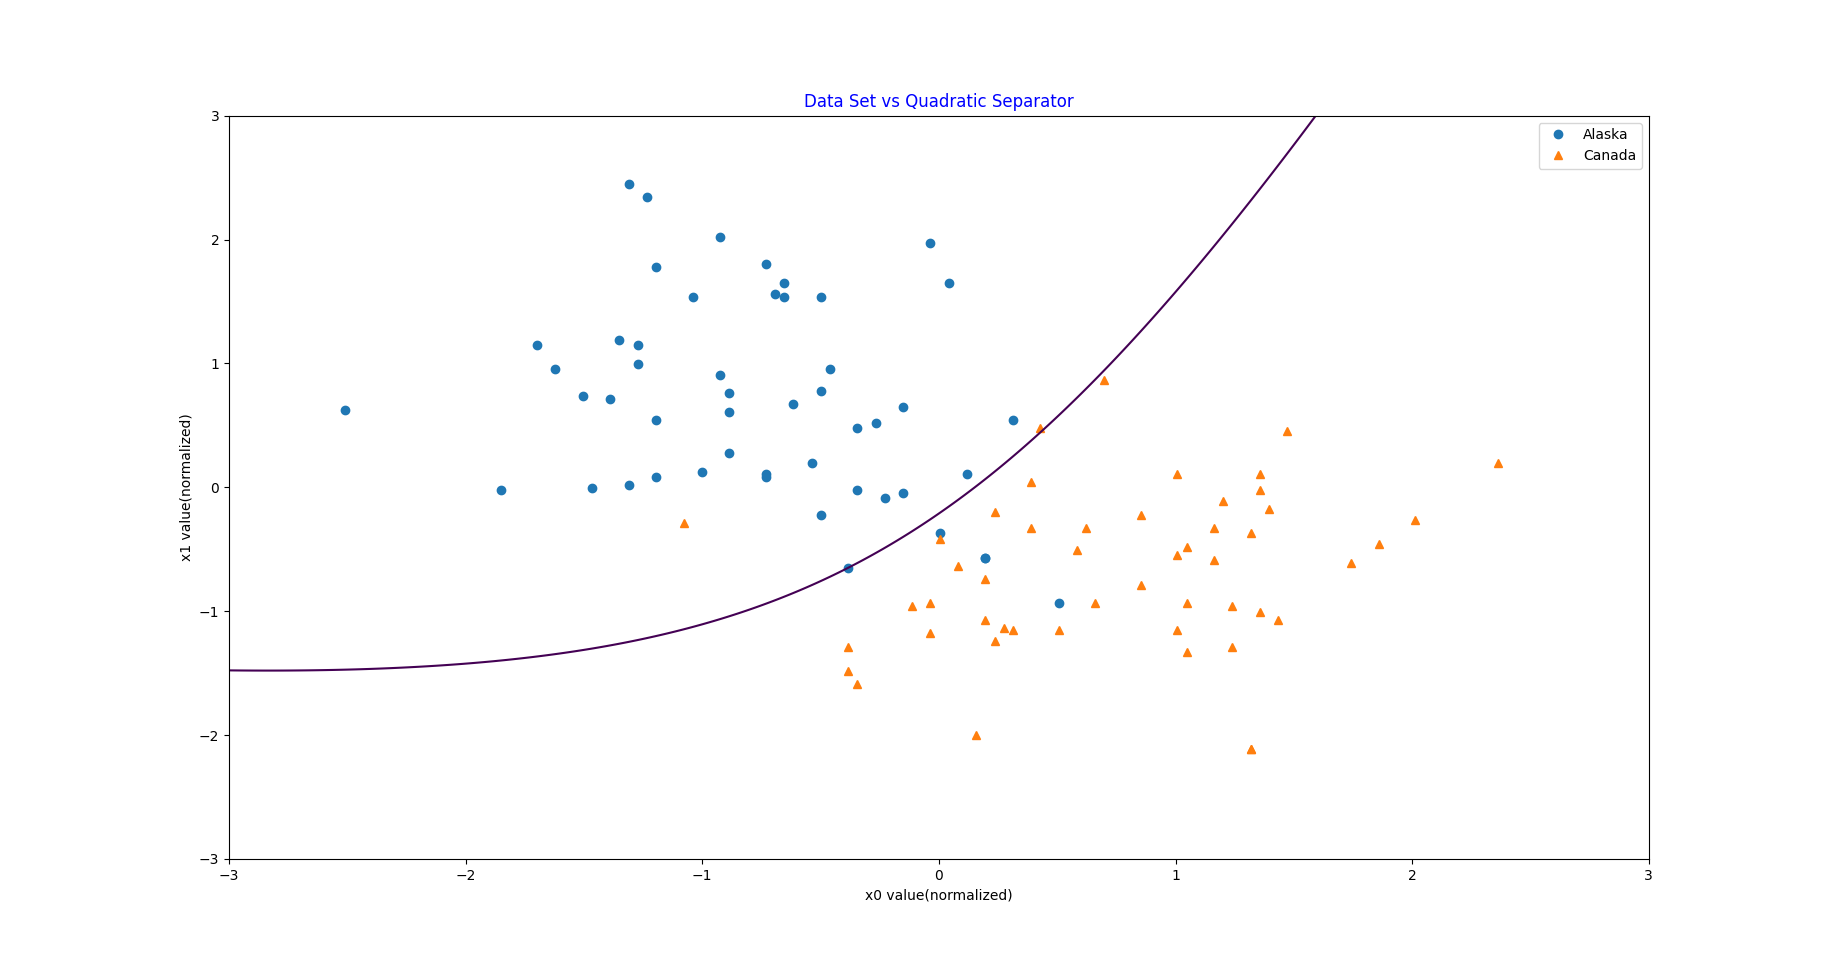 Data Set vs Quadratic Separator
Alaska
Canada
3
2
1
0
−1
−2
−3
x1 value(normalized)
−3 −2 −1 0 1 2 3
x0 value(normalized)